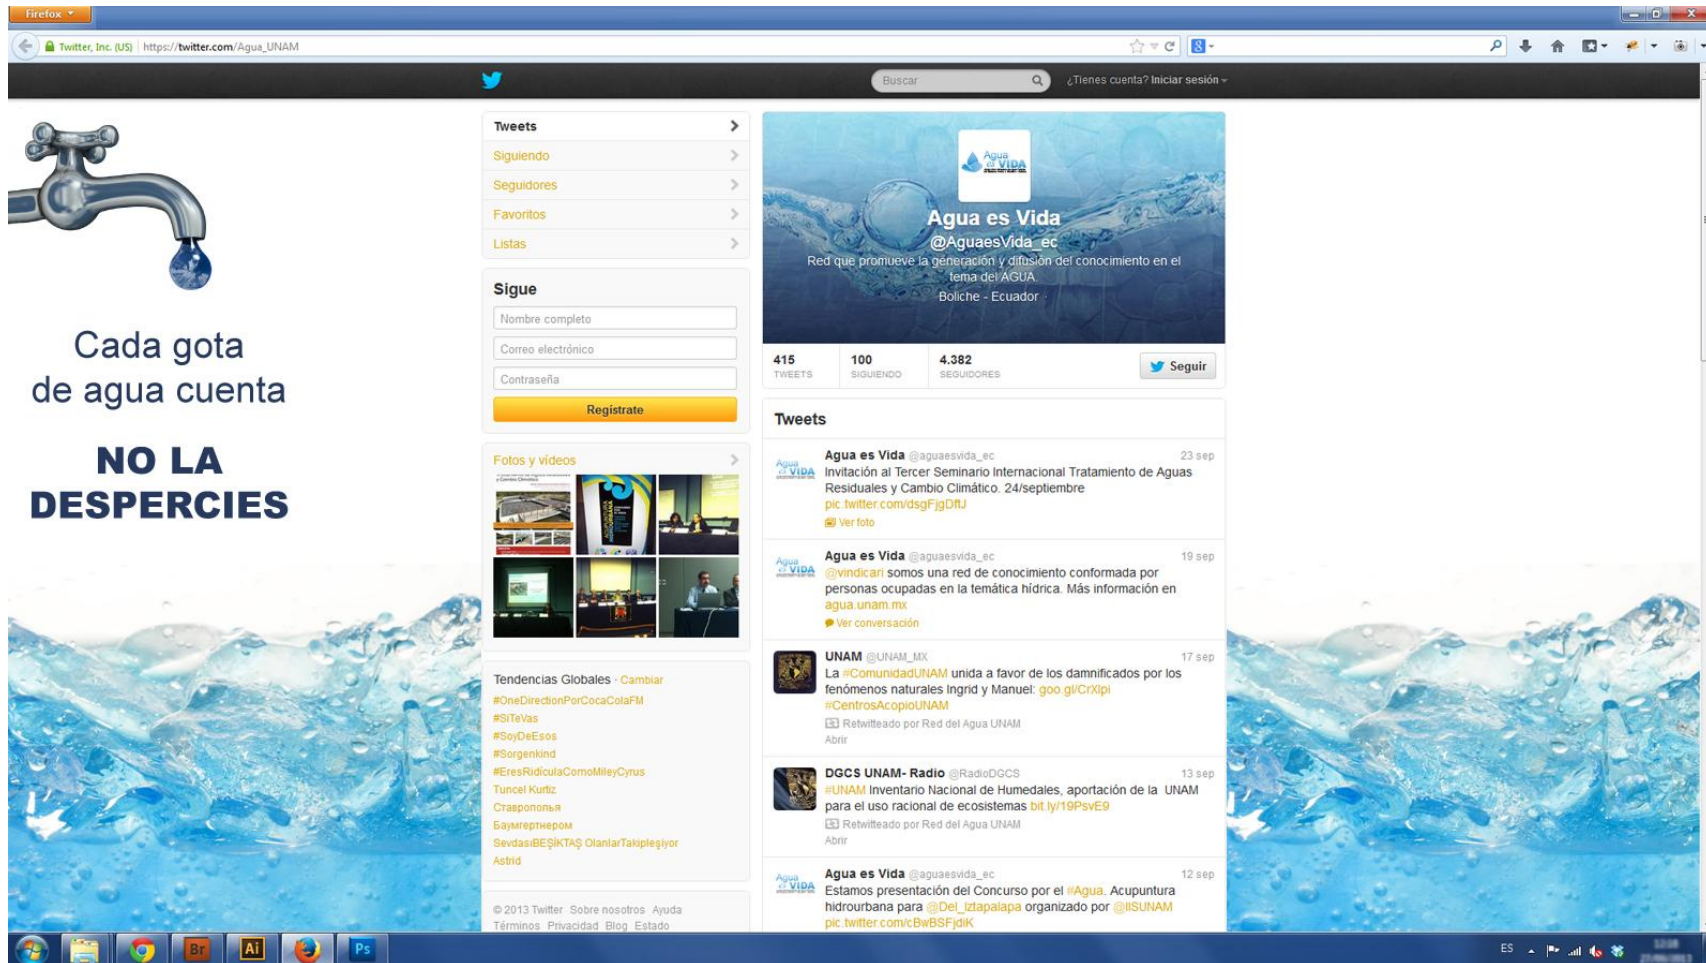 Firefox
Twitter, Inc. (US) https://twitter.com/Agua_UNAM
Buscar
¿Tienes cuenta? Iniciar sesión
Cada gota
de agua cuenta
NO LA
DESPERCIES
Tweets
Siguiendo
Seguidores
Favoritos
Listas
Sigue
Nombre completo
Correo electrónico
Contraseña
Regístrate
Fotos y vídeos
Tendencias Globales · Cambiar
#OneDirectionPorCocaColaFM
#SiTeVas
#SoyDeEsos
#Sorgenkind
#EresRidículaComoMileyCyrus
Tuncel Kurtiz
Ставрополья
Баумгертнером
SevdasıBEŞİKTAŞ OlanlarTakipleşiyor
Astrid
© 2013 Twitter Sobre nosotros Ayuda
Términos Privacidad Blog Estado
Agua
es VIDA
Agua es Vida
@AguaesVida_ec
Red que promueve la generación y difusión del conocimiento en el
tema del AGUA.
Boliche - Ecuador
415 TWEETS
100 SIGUIENDO
4.382 SEGUIDORES
Seguir
Tweets
Agua es Vida @aguaesvida_ec 23 sep
Invitación al Tercer Seminario Internacional Tratamiento de Aguas
Residuales y Cambio Climático. 24/septiembre
pic.twitter.com/dsgFjgDftJ
Ver foto
Agua es Vida @aguaesvida_ec 19 sep
@vindicari somos una red de conocimiento conformada por
personas ocupadas en la temática hídrica. Más información en
agua.unam.mx
Ver conversación
UNAM @UNAM_MX 17 sep
La #ComunidadUNAM unida a favor de los damnificados por los
fenómenos naturales Ingrid y Manuel: goo.gl/CrXlpi
#CentrosAcopioUNAM
Retwitteado por Red del Agua UNAM
Abrir
DGCS UNAM- Radio @RadioDGCS 13 sep
#UNAM Inventario Nacional de Humedales, aportación de la UNAM
para el uso racional de ecosistemas bit.ly/19PsvE9
Retwitteado por Red del Agua UNAM
Abrir
Agua es Vida @aguaesvida_ec 12 sep
Estamos presentación del Concurso por el #Agua. Acupuntura
hidrourbana para @Del_Iztapalapa organizado por @IISUNAM
pic.twitter.com/cBwBSFjdiK
Br
Ai
Ps
ES